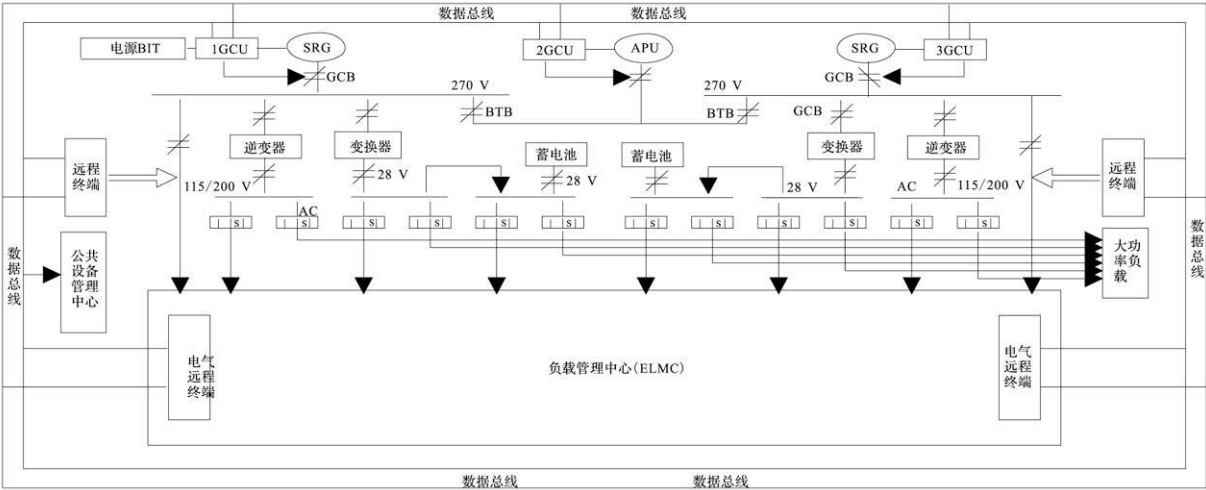 数据总线
数据总线
电源BIT
1GCU
SRG
2GCU
APU
SRG
3GCU
GCB
GCB
270 V
270 V
BTB
BTB
GCB
逆变器
变换器
蓄电池
蓄电池
变换器
逆变器
远程
终端
远程
终端
115/200 V
28 V
28 V
28 V
AC
115/200 V
AC
S
S
S
S
S
S
S
S
S
S
S
S
数据总线
公共
设备
管理
中心
大功
率负
载
数据总线
电气
远程
终端
负载管理中心(ELMC)
电气
远程
终端
数据总线
数据总线